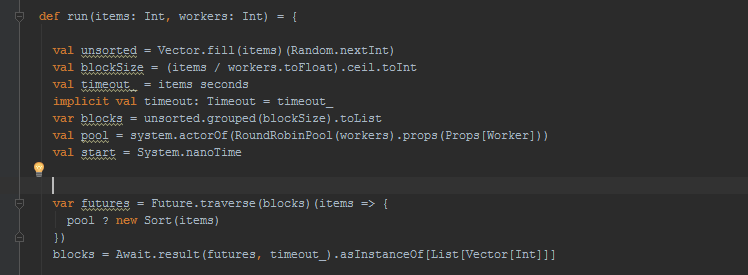 def run(items: Int, workers: Int) = {
val unsorted = Vector.fill(items)(Random.nextInt)
val blockSize = (items / workers.toFloat).ceil.toInt
val timeout_ = items seconds
implicit val timeout: Timeout = timeout_
var blocks = unsorted.grouped(blockSize).toList
val pool = system.actorOf(RoundRobinPool(workers).props(Props[Worker]))
val start = System.nanoTime
var futures = Future.traverse(blocks)(items => {
pool ? new Sort(items)
})
blocks = Await.result(futures, timeout_).asInstanceOf[List[Vector[Int]]]